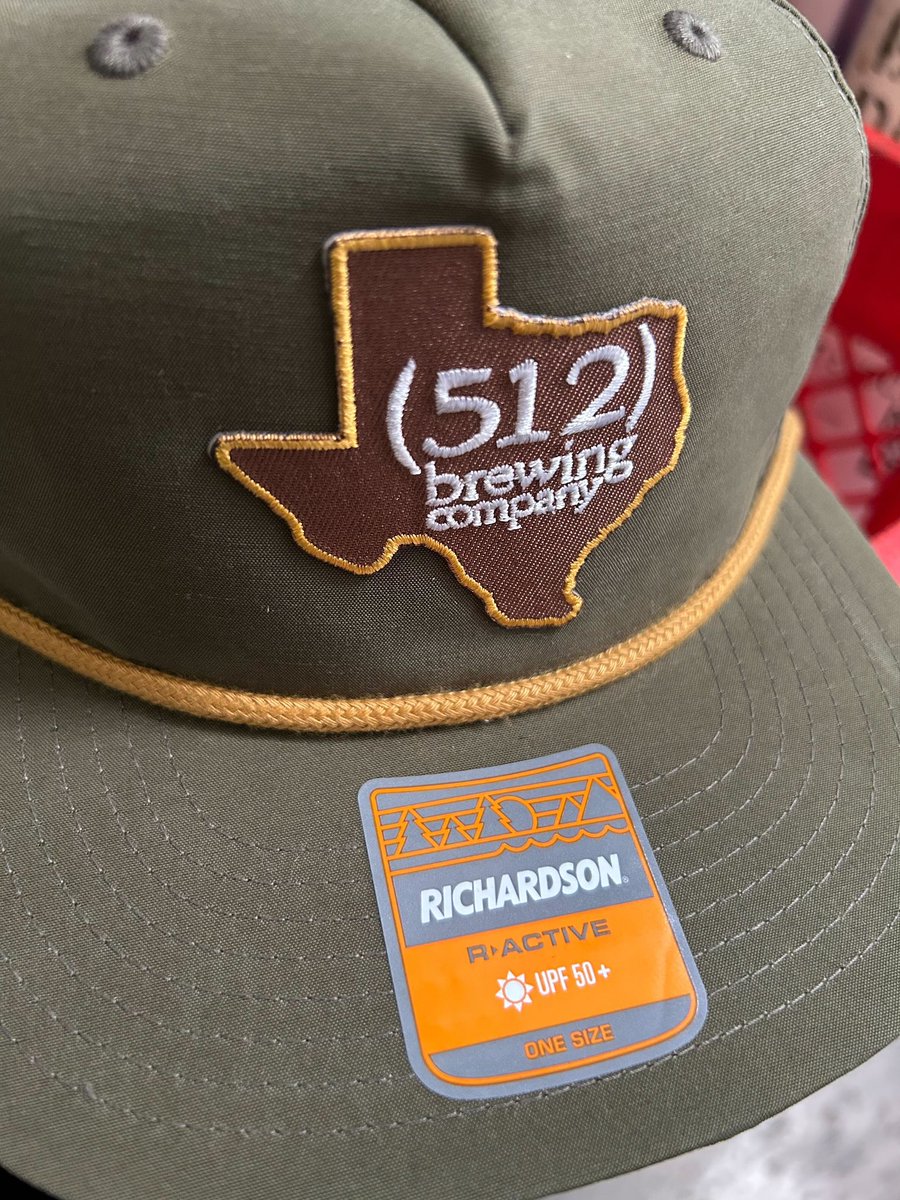 (512)
brewing
company
RICHARDSON®
R▸ACTIVE
UPF 50+
ONE SIZE